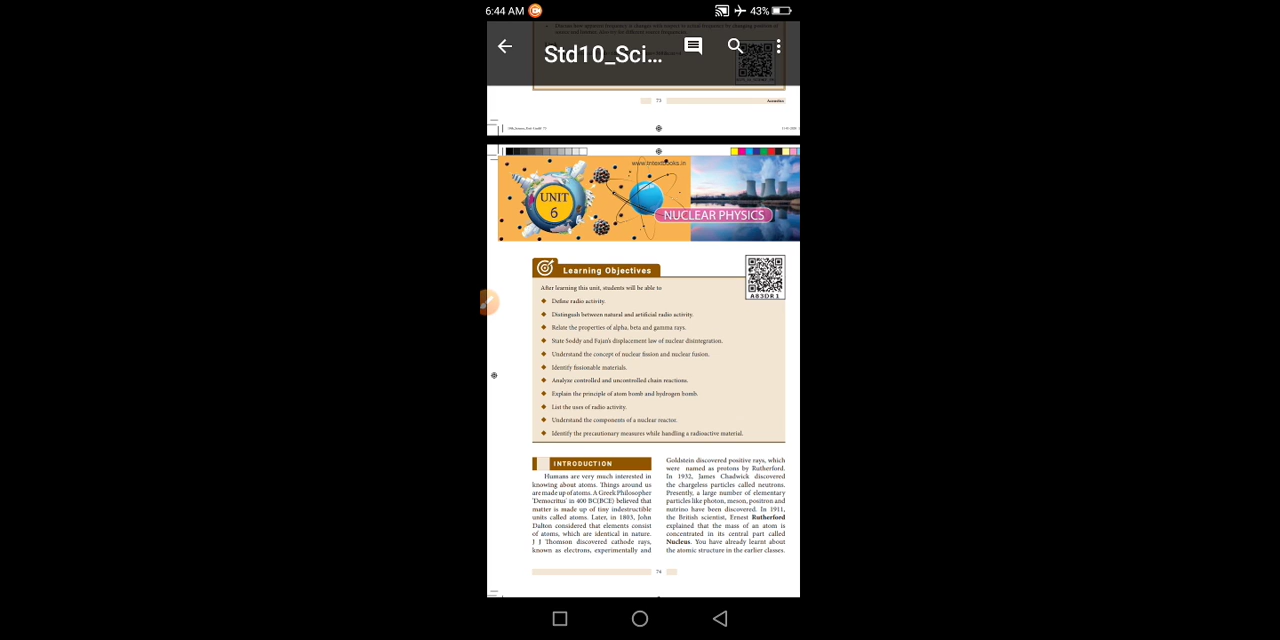 6:44 AM
43%
Std10_Sci...
73
Acoustics
www.tntextbooks.in
UNIT
6
NUCLEAR PHYSICS
Learning Objectives
A83DR1
After learning this unit, students will be able to
Define radio activity.
Distinguish between natural and artificial radio activity.
Relate the properties of alpha, beta and gamma rays.
State Soddy and Fajan's displacement law of nuclear disintegration.
Understand the concept of nuclear fission and nuclear fusion.
Identify fissionable materials.
Analyze controlled and uncontrolled chain reactions.
Explain the principle of atom bomb and hydrogen bomb.
List the uses of radio activity.
Understand the components of a nuclear reactor.
Identify the precautionary measures while handling a radioactive material.
INTRODUCTION
Humans are very much interested in
knowing about atoms. Things around us
are made up of atoms. A Greek Philosopher
'Democritus' in 400 BC(BCE) believed that
matter is made up of tiny indestructible
units called atoms. Later, in 1803, John
Dalton considered that elements consist
of atoms, which are identical in nature.
J J Thomson discovered cathode rays,
known as electrons, experimentally and
Goldstein discovered positive rays, which
were named as protons by Rutherford.
In 1932, James Chadwick discovered
the chargeless particles called neutrons.
Presently, a large number of elementary
particles like photon, meson, positron and
nutrino have been discovered. In 1911,
the British scientist, Ernest Rutherford
explained that the mass of an atom is
concentrated in its central part called
Nucleus. You have already learnt about
the atomic structure in the earlier classes.
74